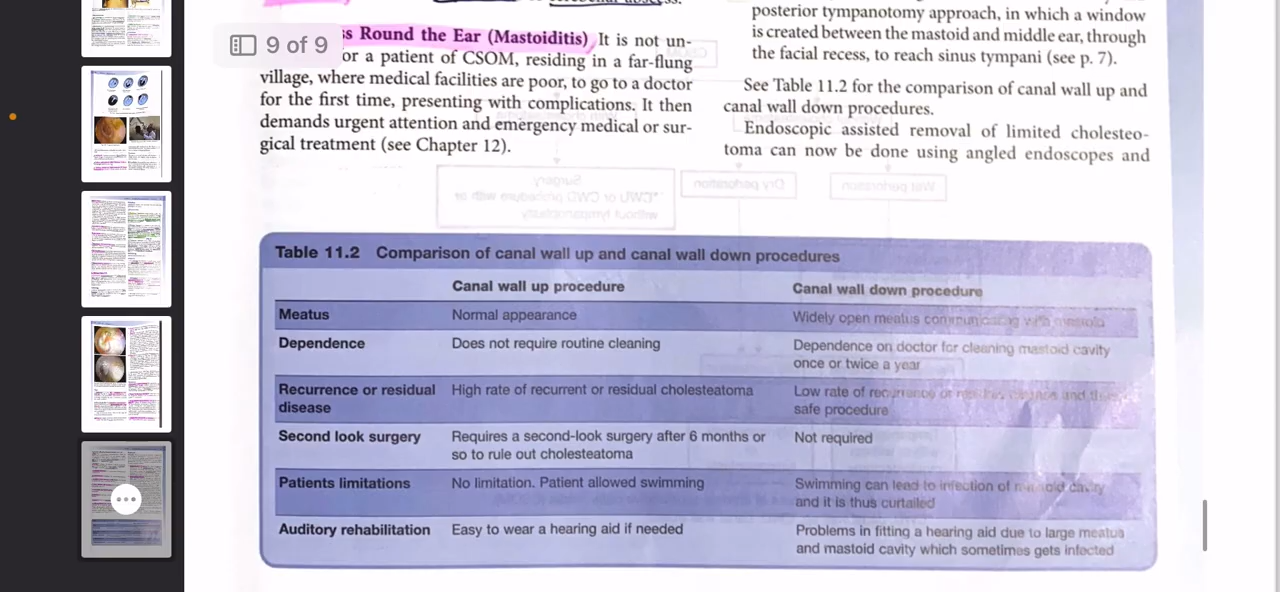 9 of 9
s Round the Ear (Mastoiditis) It is not un-
or a patient of CSOM, residing in a far-flung
village, where medical facilities are poor, to go to a doctor
for the first time, presenting with complications. It then
demands urgent attention and emergency medical or sur-
gical treatment (see Chapter 12).
posterior tympanotomy approach, in which a window
is created between the mastoid and middle ear, through
the facial recess, to reach sinus tympani (see p. 7).
See Table 11.2 for the comparison of canal wall up and
canal wall down procedures.
Endoscopic assisted removal of limited cholestea-
toma can now be done using angled endoscopes and
Table 11.2 Comparison of canal wall up and canal wall down procedures
Canal wall up procedure Canal wall down procedure
Meatus Normal appearance Widely open meatus communicating with mastoid
Dependence Does not require routine cleaning Dependence on doctor for cleaning mastoid cavity
once or twice a year
Recurrence or residual High rate of recurrent or residual cholesteatoma Low rate of recurrence or and
disease safe procedure
Second look surgery Requires a second-look surgery after 6 months or Not required
so to rule out cholesteatoma
Patients limitations No limitation. Patient allowed swimming Swimming can lead to infection of mastoid cavity
and it is thus curtailed
Auditory rehabilitation Easy to wear a hearing aid if needed Problems in fitting a hearing aid due to large meatus
and mastoid cavity which sometimes gets infected